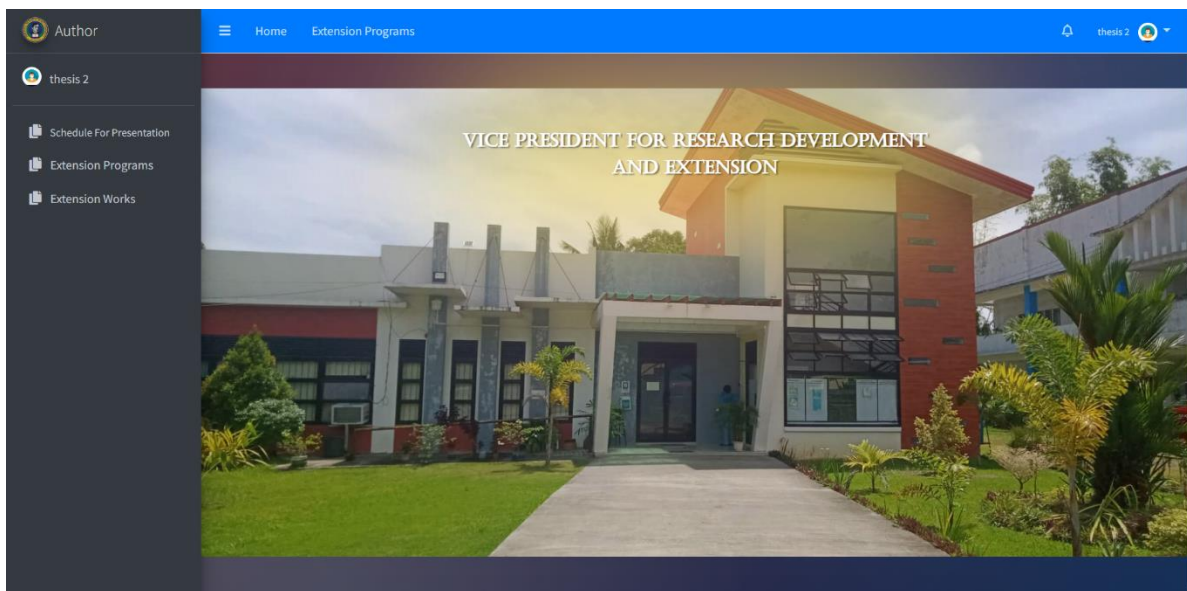 Author
Home Extension Programs
thesis 2
thesis 2
Schedule For Presentation
Extension Programs
Extension Works
VICE PRESIDENT FOR RESEARCH DEVELOPMENT
AND EXTENSION